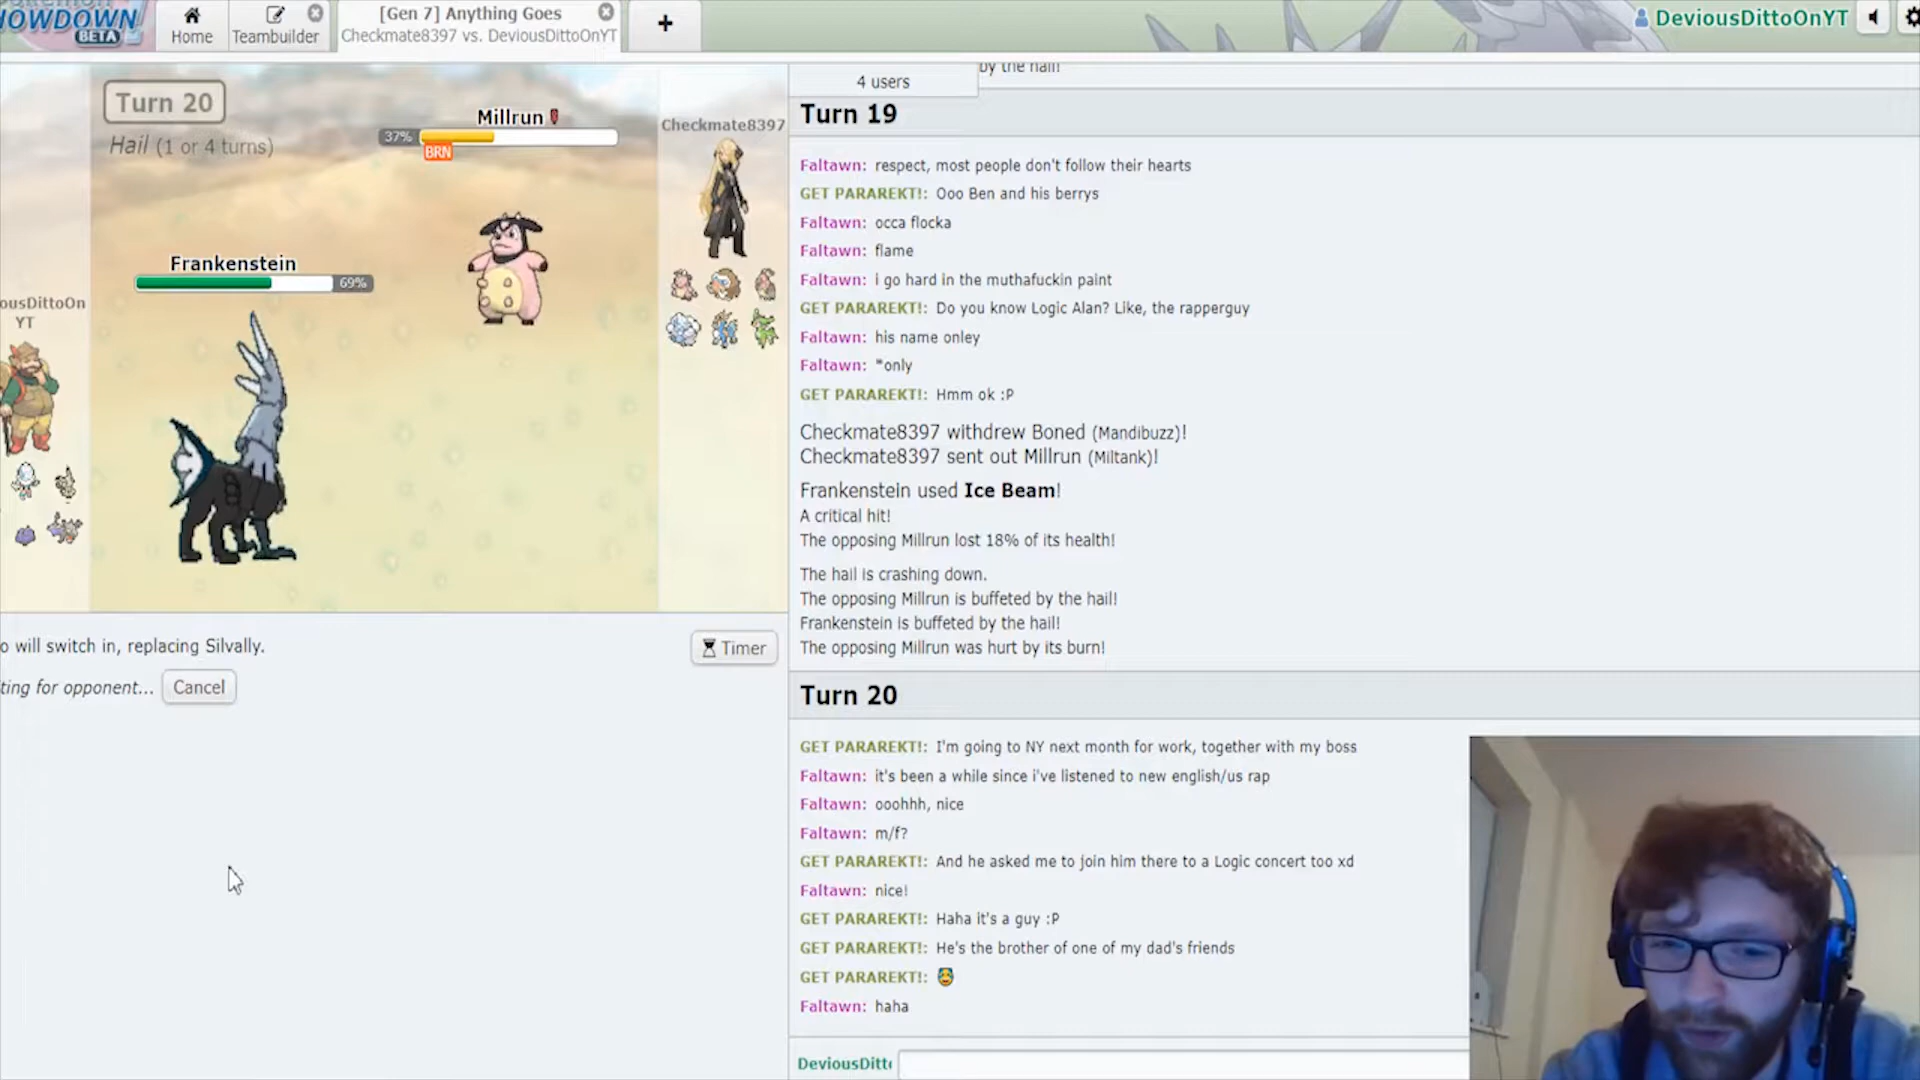 HOWDOWN
BETA
Home
Teambuilder
[Gen 7] Anything Goes
Checkmate8397 vs. DeviousDittoOnYT
+
DeviousDittoOnYT
Turn 20
Hail (1 or 4 turns)
Millrun
37%
BRN
Checkmate8397
Frankenstein
69%
ousDittoOn
YT
o will switch in, replacing Silvally.
Timer
ting for opponent...
Cancel
4 users
by the hail!
Turn 19
Faltawn: respect, most people don't follow their hearts
GET PARAREKT!: Ooo Ben and his berrys
Faltawn: occa flocka
Faltawn: flame
Faltawn: i go hard in the muthafuckin paint
GET PARAREKT!: Do you know Logic Alan? Like, the rapperguy
Faltawn: his name onley
Faltawn: *only
GET PARAREKT!: Hmm ok :P
Checkmate8397 withdrew Boned (Mandibuzz)!
Checkmate8397 sent out Millrun (Miltank)!
Frankenstein used Ice Beam!
A critical hit!
The opposing Millrun lost 18% of its health!
The hail is crashing down.
The opposing Millrun is buffeted by the hail!
Frankenstein is buffeted by the hail!
The opposing Millrun was hurt by its burn!
Turn 20
GET PARAREKT!: I'm going to NY next month for work, together with my boss
Faltawn: it's been a while since i've listened to new english/us rap
Faltawn: ooohhh, nice
Faltawn: m/f?
GET PARAREKT!: And he asked me to join him there to a Logic concert too xd
Faltawn: nice!
GET PARAREKT!: Haha it's a guy :P
GET PARAREKT!: He's the brother of one of my dad's friends
GET PARAREKT!:
Faltawn: haha
DeviousDitto